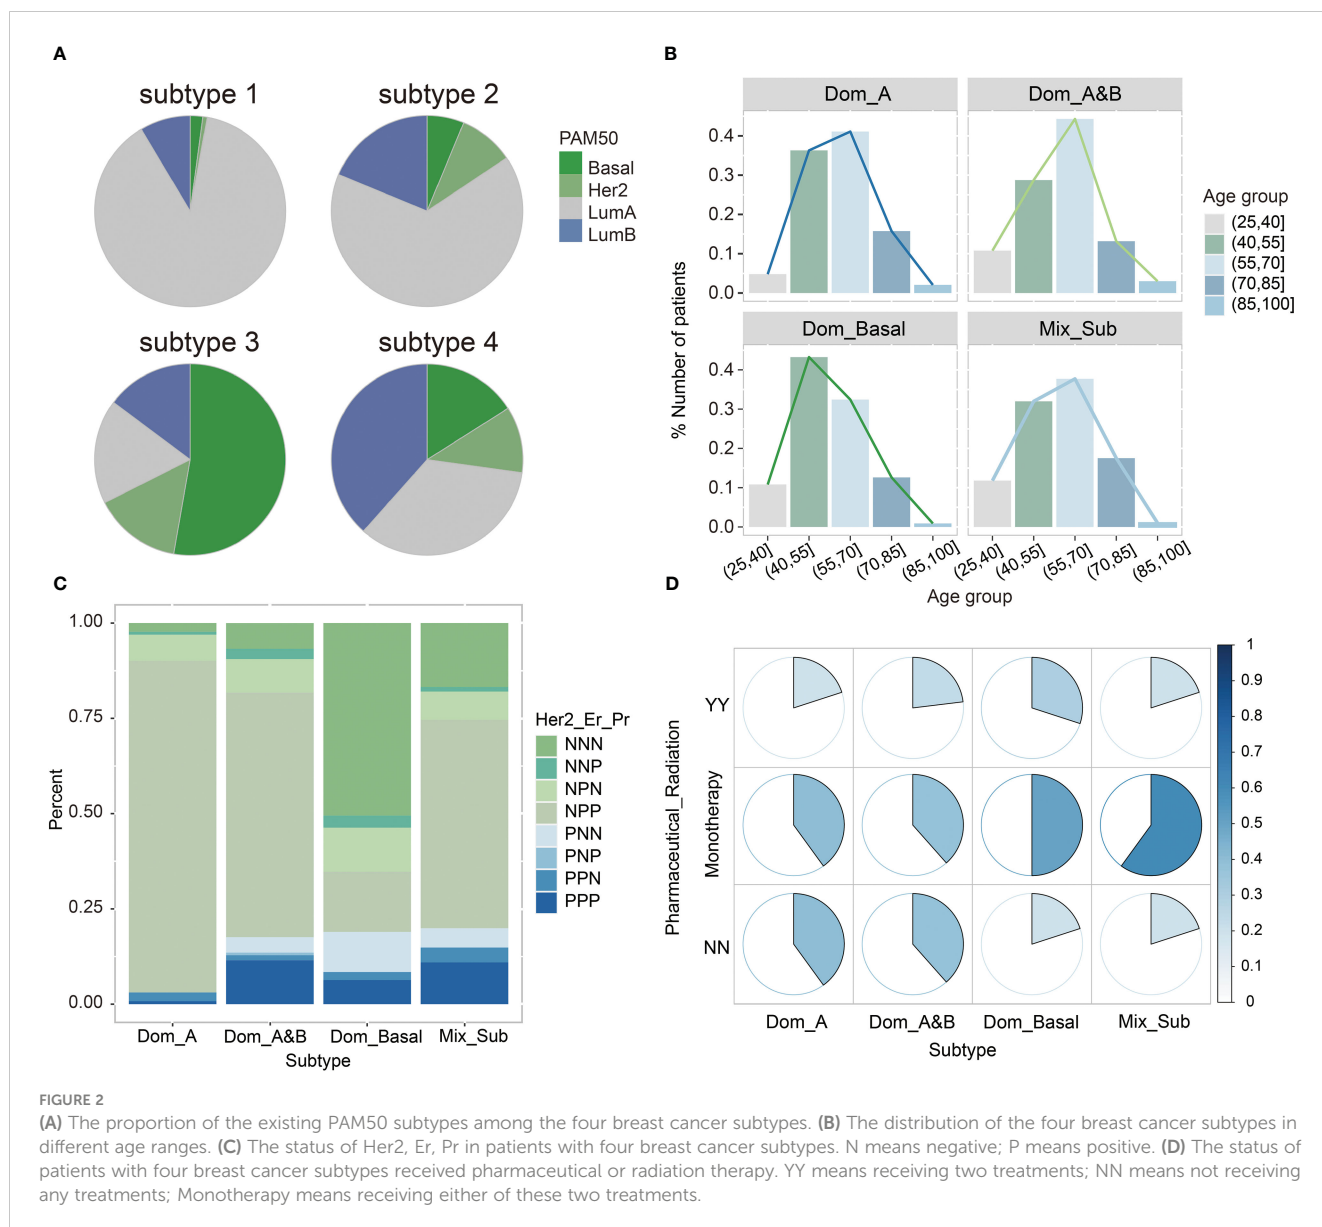 A
subtype 1
subtype 2
PAM50
Basal
Her2
LumA
LumB
subtype 3
subtype 4
B
Dom_A
Dom_A&B
0.4
0.3
0.2
0.1
0.0
Dom_Basal
Mix_Sub
0.4
0.3
0.2
0.1
0.0
% Number of patients
(25,40]
(40,55]
(55,70]
(70,85]
(85,100]
(25,40]
(40,55]
(55,70]
(70,85]
(85,100]
Age group
Age group
(25,40]
(40,55]
(55,70]
(70,85]
(85,100]
C
1.00
0.75
0.50
0.25
0.00
Percent
Dom_A
Dom_A&B
Dom_Basal
Mix_Sub
Subtype
Her2_Er_Pr
NNN
NNP
NPN
NPP
PNN
PNP
PPN
PPP
D
Pharmaceutical_Radiation
YY
Monotherapy
NN
Dom_A
Dom_A&B
Dom_Basal
Mix_Sub
Subtype
1
0.9
0.8
0.7
0.6
0.5
0.4
0.3
0.2
0.1
0
FIGURE 2
(A) The proportion of the existing PAM50 subtypes among the four breast cancer subtypes. (B) The distribution of the four breast cancer subtypes in
different age ranges. (C) The status of Her2, Er, Pr in patients with four breast cancer subtypes. N means negative; P means positive. (D) The status of
patients with four breast cancer subtypes received pharmaceutical or radiation therapy. YY means receiving two treatments; NN means not receiving
any treatments; Monotherapy means receiving either of these two treatments.